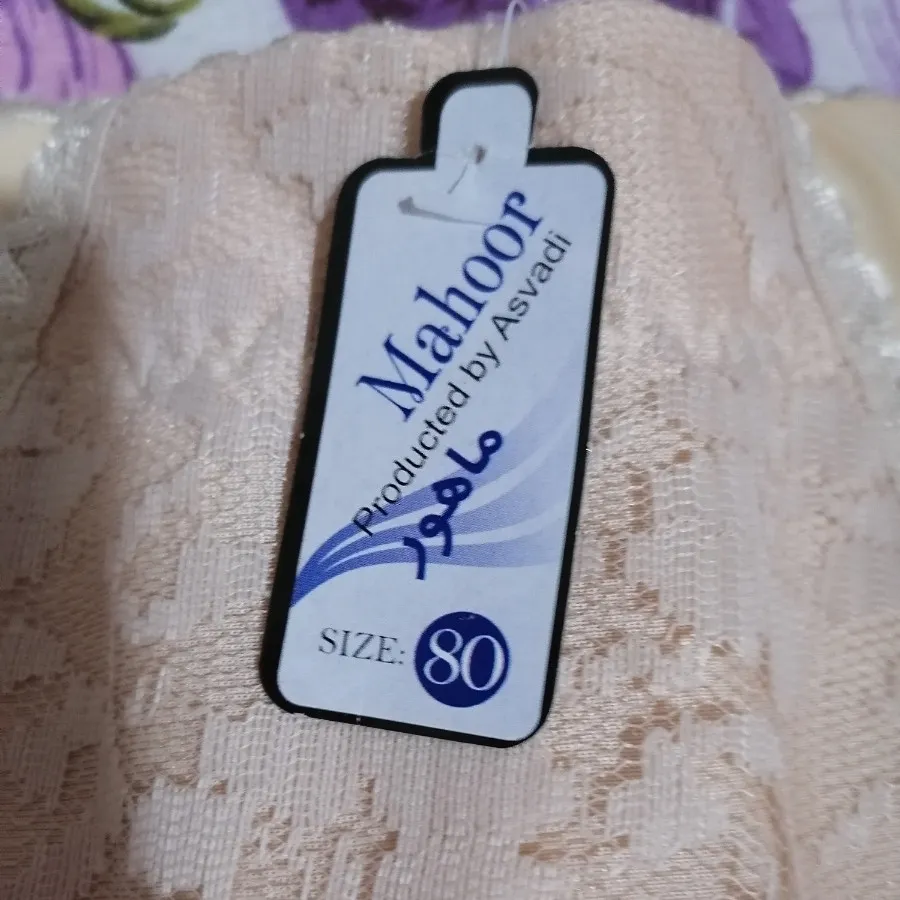 Mahoor
Producted by Asvadi
ماهور
SIZE: 80